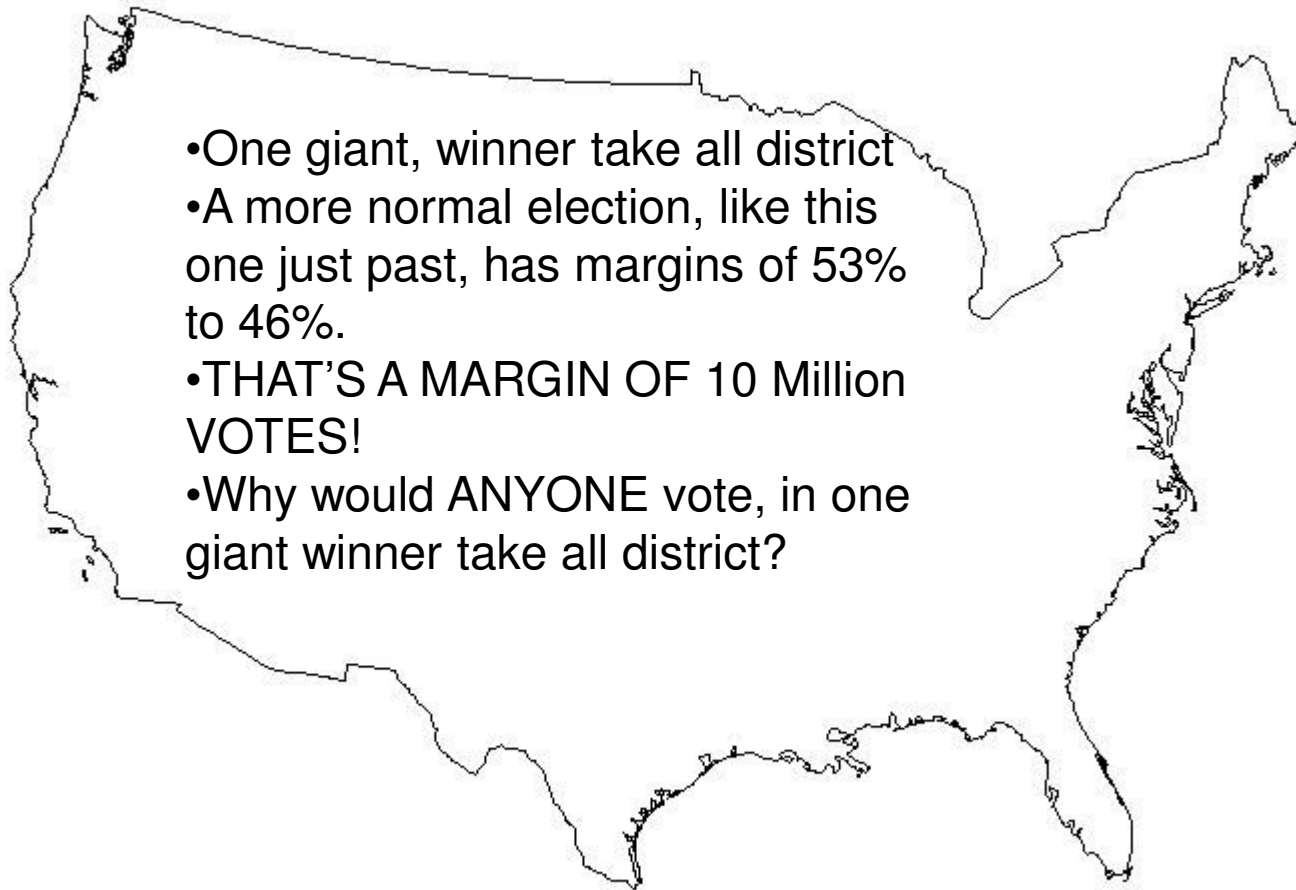 •One giant, winner take all district
•A more normal election, like this
one just past, has margins of 53%
to 46%.
•THAT’S A MARGIN OF 10 Million
VOTES!
•Why would ANYONE vote, in one
giant winner take all district?